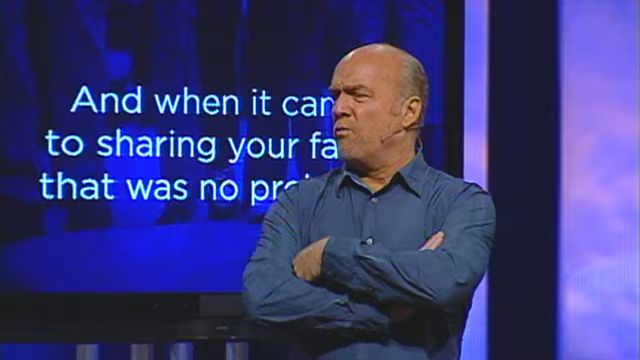 And when it
to sharing your
that was no